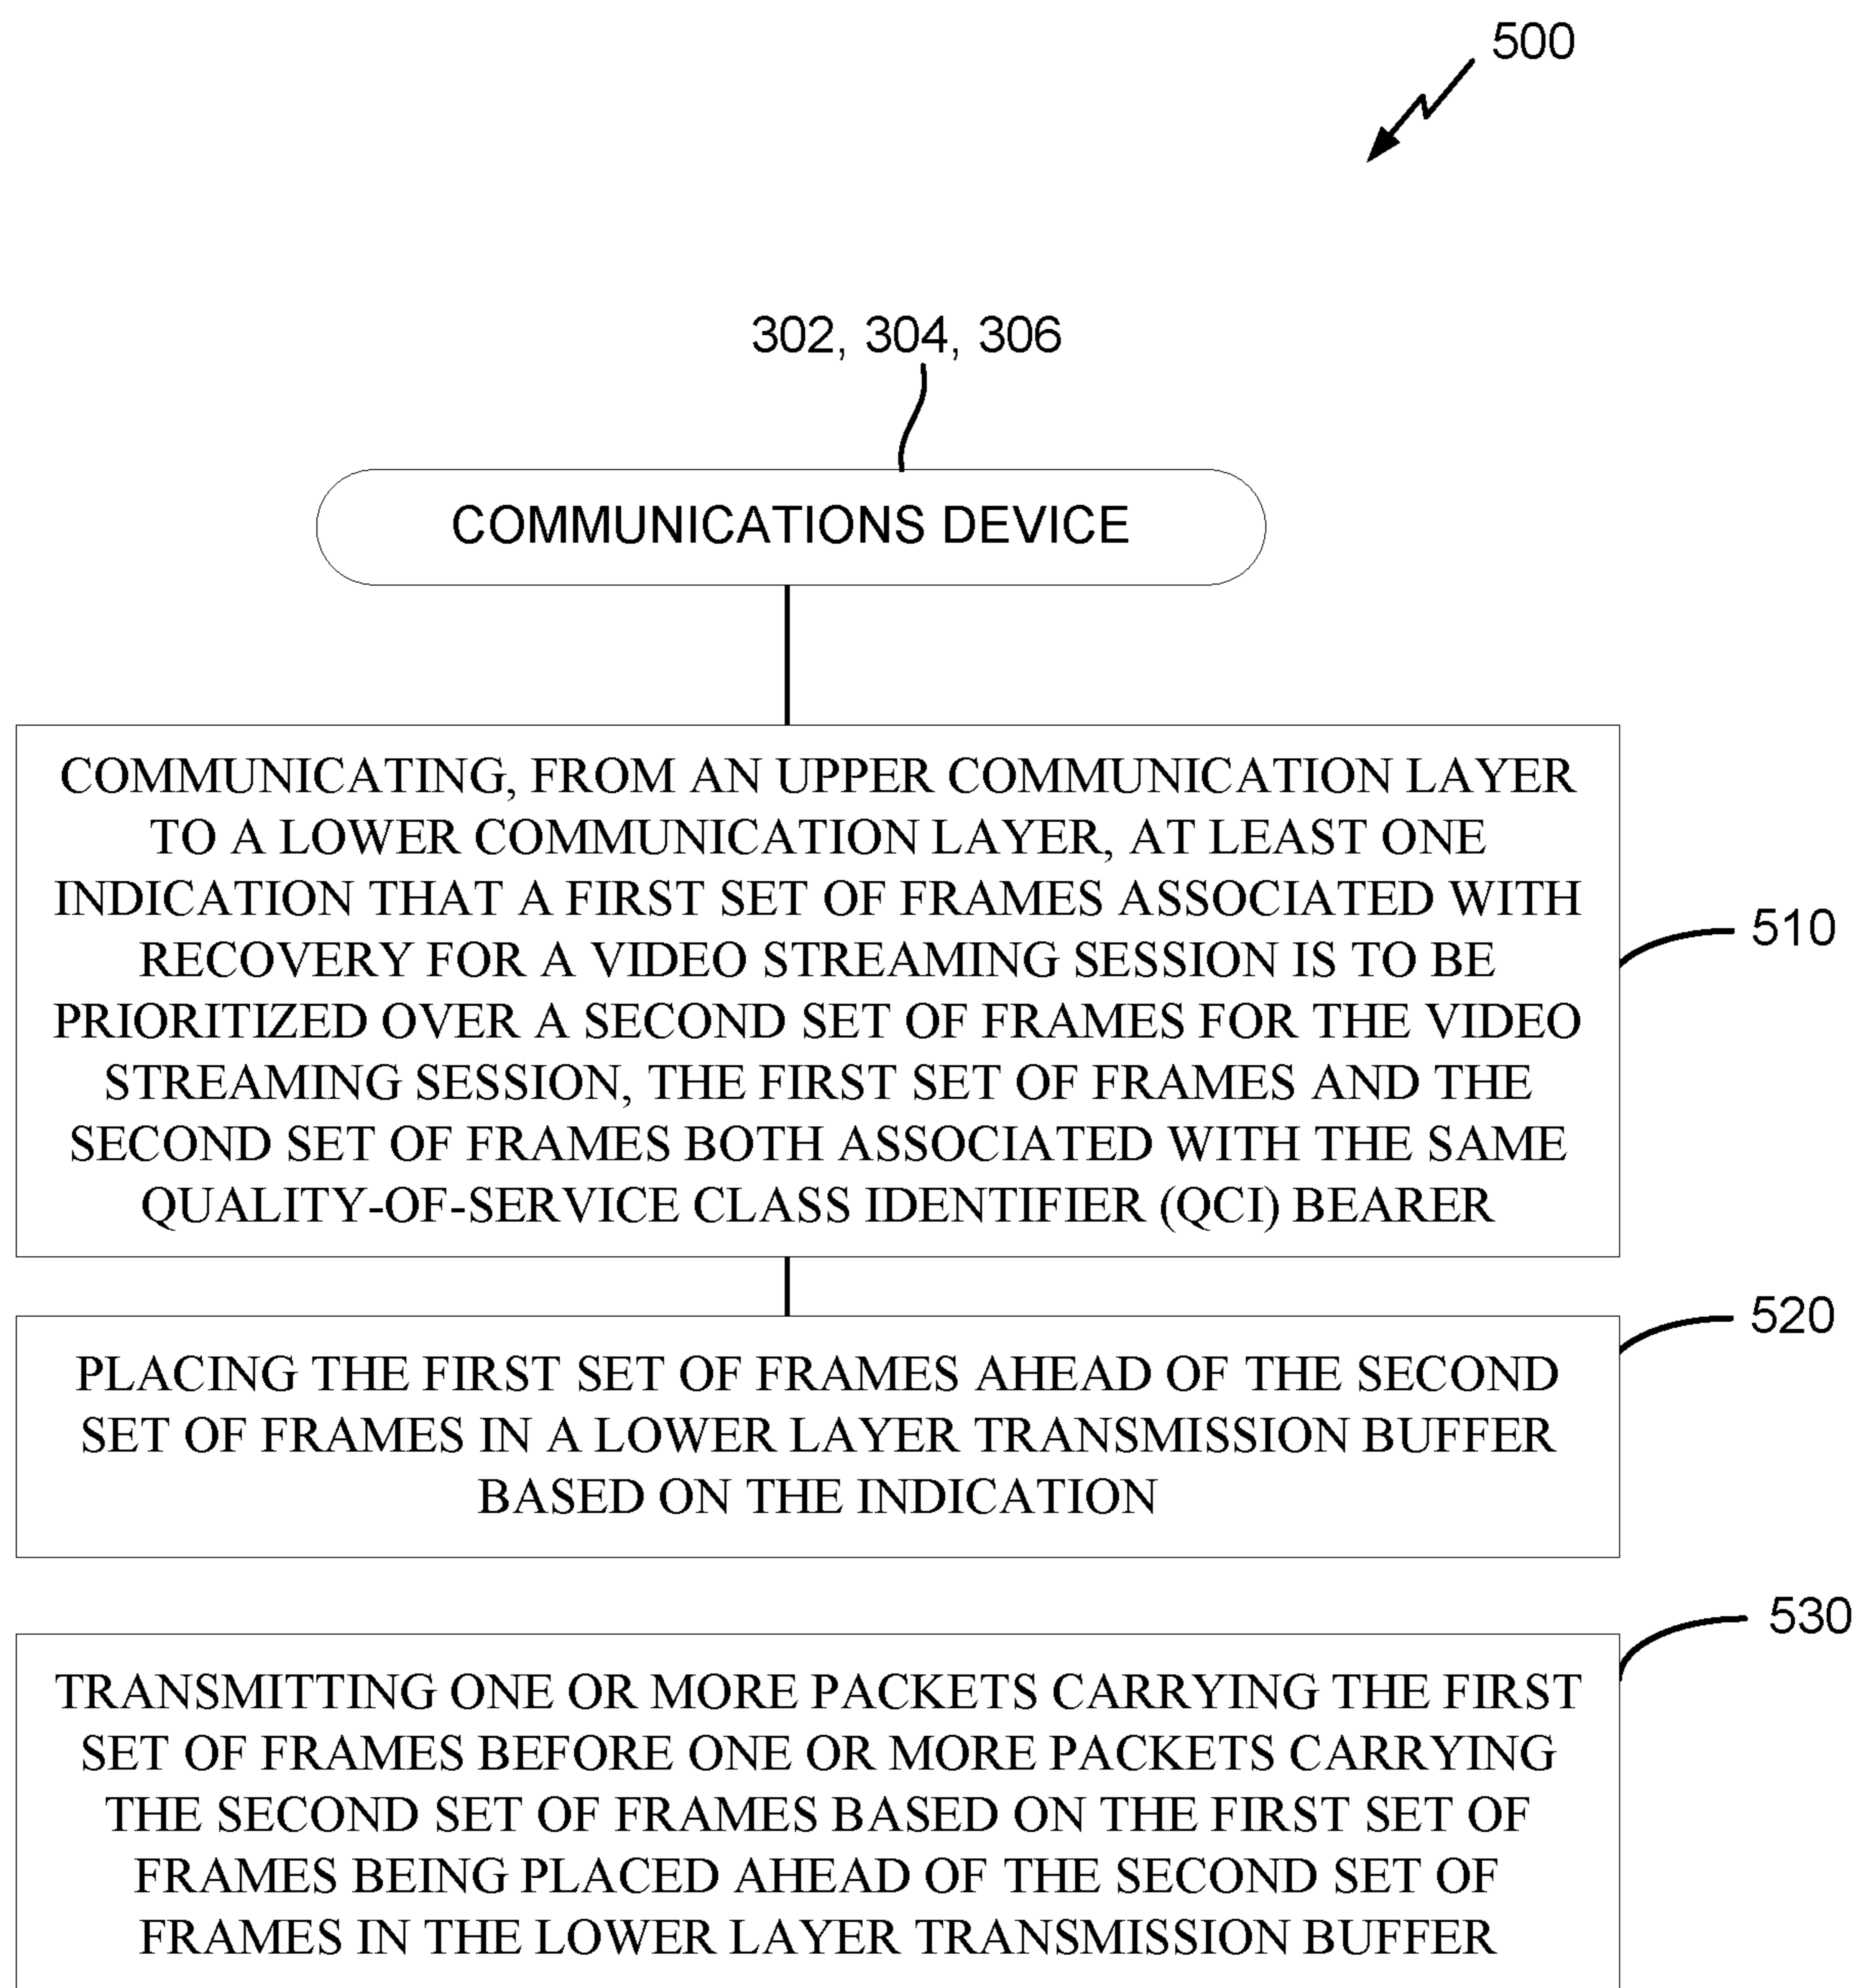 500
302, 304, 306
COMMUNICATIONS DEVICE
COMMUNICATING, FROM AN UPPER COMMUNICATION LAYER
TO A LOWER COMMUNICATION LAYER, AT LEAST ONE
INDICATION THAT A FIRST SET OF FRAMES ASSOCIATED WITH
RECOVERY FOR A VIDEO STREAMING SESSION IS TO BE
PRIORITIZED OVER A SECOND SET OF FRAMES FOR THE VIDEO
STREAMING SESSION, THE FIRST SET OF FRAMES AND THE
SECOND SET OF FRAMES BOTH ASSOCIATED WITH THE SAME
QUALITY-OF-SERVICE CLASS IDENTIFIER (QCI) BEARER
510
PLACING THE FIRST SET OF FRAMES AHEAD OF THE SECOND
SET OF FRAMES IN A LOWER LAYER TRANSMISSION BUFFER
BASED ON THE INDICATION
520
TRANSMITTING ONE OR MORE PACKETS CARRYING THE FIRST
SET OF FRAMES BEFORE ONE OR MORE PACKETS CARRYING
THE SECOND SET OF FRAMES BASED ON THE FIRST SET OF
FRAMES BEING PLACED AHEAD OF THE SECOND SET OF
FRAMES IN THE LOWER LAYER TRANSMISSION BUFFER
530